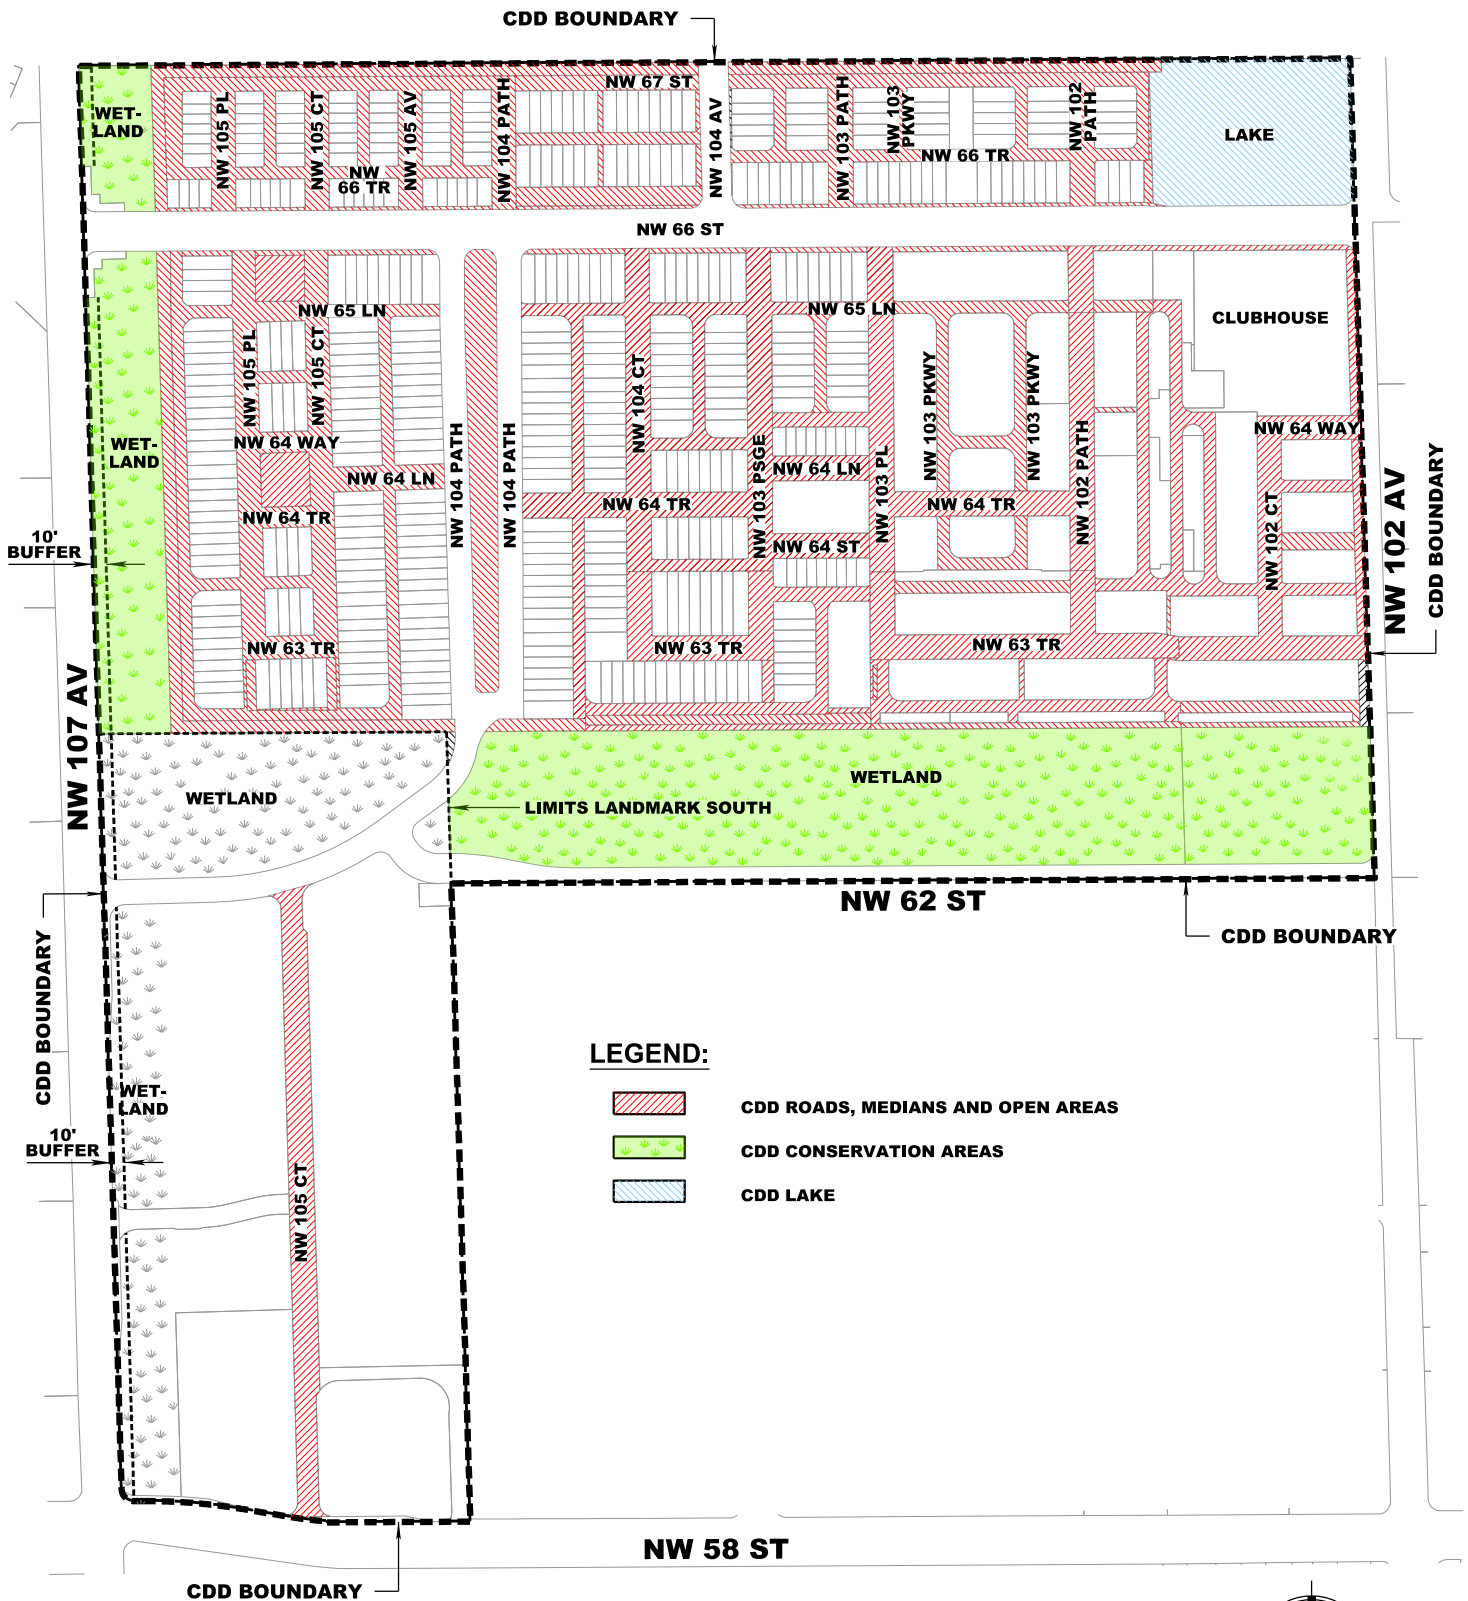 CDD BOUNDARY
NW 67 ST
WET-
LAND
NW 105 PL
NW 105 CT
NW 105 AV
NW 104 PATH
NW 104 AV
NW 103 PATH
NW 103
PKWY
NW 102
PATH
LAKE
NW
66 TR
NW 66 TR
NW 66 ST
NW 65 LN
NW 65 LN
CLUBHOUSE
NW 105 PL
NW 105 CT
NW 104 CT
NW 103 PKWY
NW 103 PKWY
WET-
LAND
NW 64 WAY
NW 64 WAY
NW 64 LN
NW 104 PATH
NW 104 PATH
NW 103 PSGE
NW 64 LN
NW 103 PL
NW 102 PATH
NW 102 CT
NW 102 AV
CDD BOUNDARY
NW 64 TR
NW 64 TR
NW 64 TR
10'
BUFFER
NW 64 ST
NW 63 TR
NW 63 TR
NW 63 TR
NW 107 AV
WETLAND
WETLAND
LIMITS LANDMARK SOUTH
NW 62 ST
CDD BOUNDARY
CDD BOUNDARY
LEGEND:
WET-
LAND
CDD ROADS, MEDIANS AND OPEN AREAS
10'
BUFFER
CDD CONSERVATION AREAS
NW 105 CT
CDD LAKE
NW 58 ST
CDD BOUNDARY